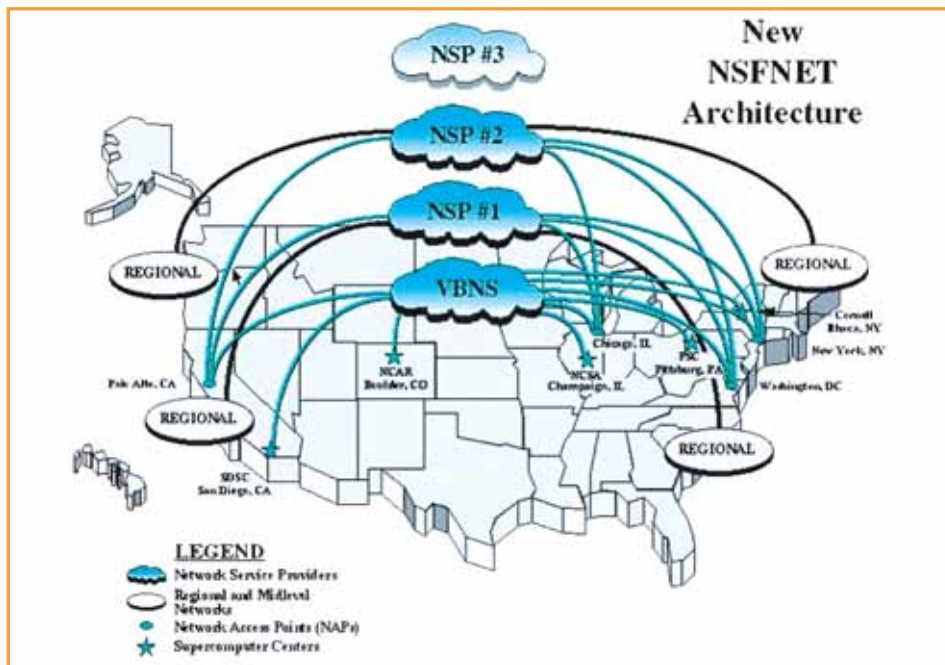 New
NSFNET
Architecture
NSP #3
NSP #2
NSP #1
VBNS
REGIONAL
REGIONAL
REGIONAL
REGIONAL
Cornell
Ithaca, NY
New York, NY
Chicago, IL
PSC
Pittsburg, PA
NCAR
Boulder, CO
NCSA
Champaign, IL
Washington, DC
Palo Alto, CA
SDSC
San Diego, CA
LEGEND
Network Service Providers
Regional and Midlevel
Networks
Network Access Points (NAPs)
Supercomputer Centers